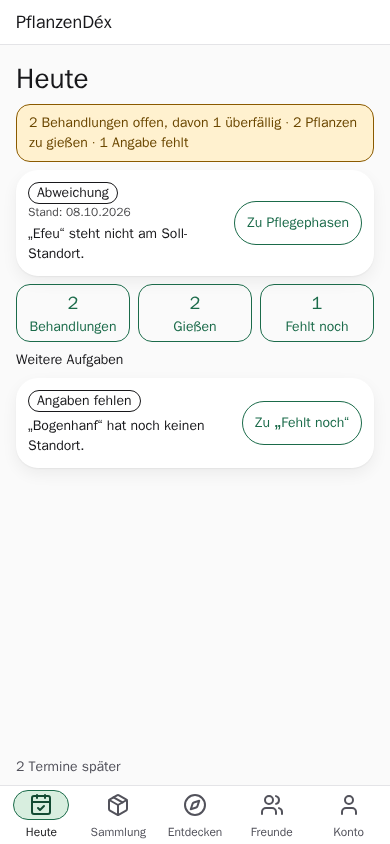 PflanzenDéx
Heute
2 Behandlungen offen, davon 1 überfällig · 2 Pflanzen
zu gießen · 1 Angabe fehlt
Abweichung
Stand: 08.10.2026
„Efeu“ steht nicht am Soll-
Standort.
Zu Pflegephasen
2
Behandlungen
2
Gießen
1
Fehlt noch
Weitere Aufgaben
Angaben fehlen
„Bogenhanf“ hat noch keinen
Standort.
Zu „Fehlt noch“
2 Termine später
Heute
Sammlung
Entdecken
Freunde
Konto